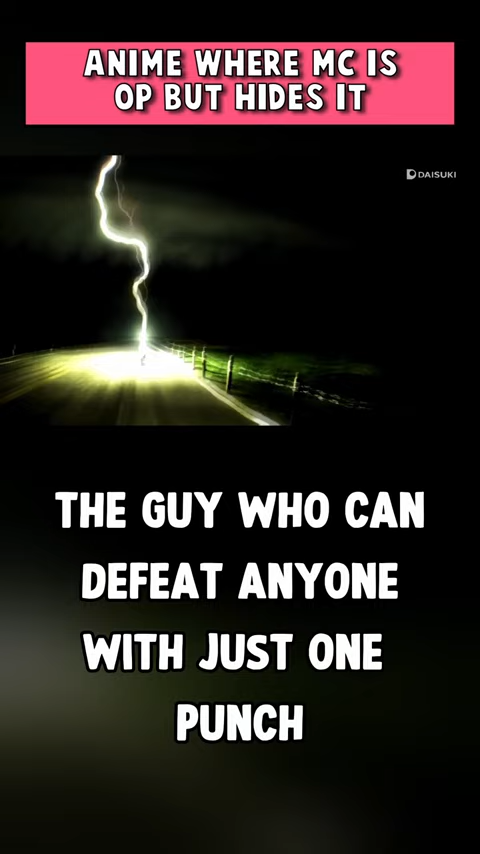 ANIME WHERE MC IS
OP BUT HIDES IT
DAISUKI
THE GUY WHO CAN
DEFEAT ANYONE
WITH JUST ONE
PUNCH